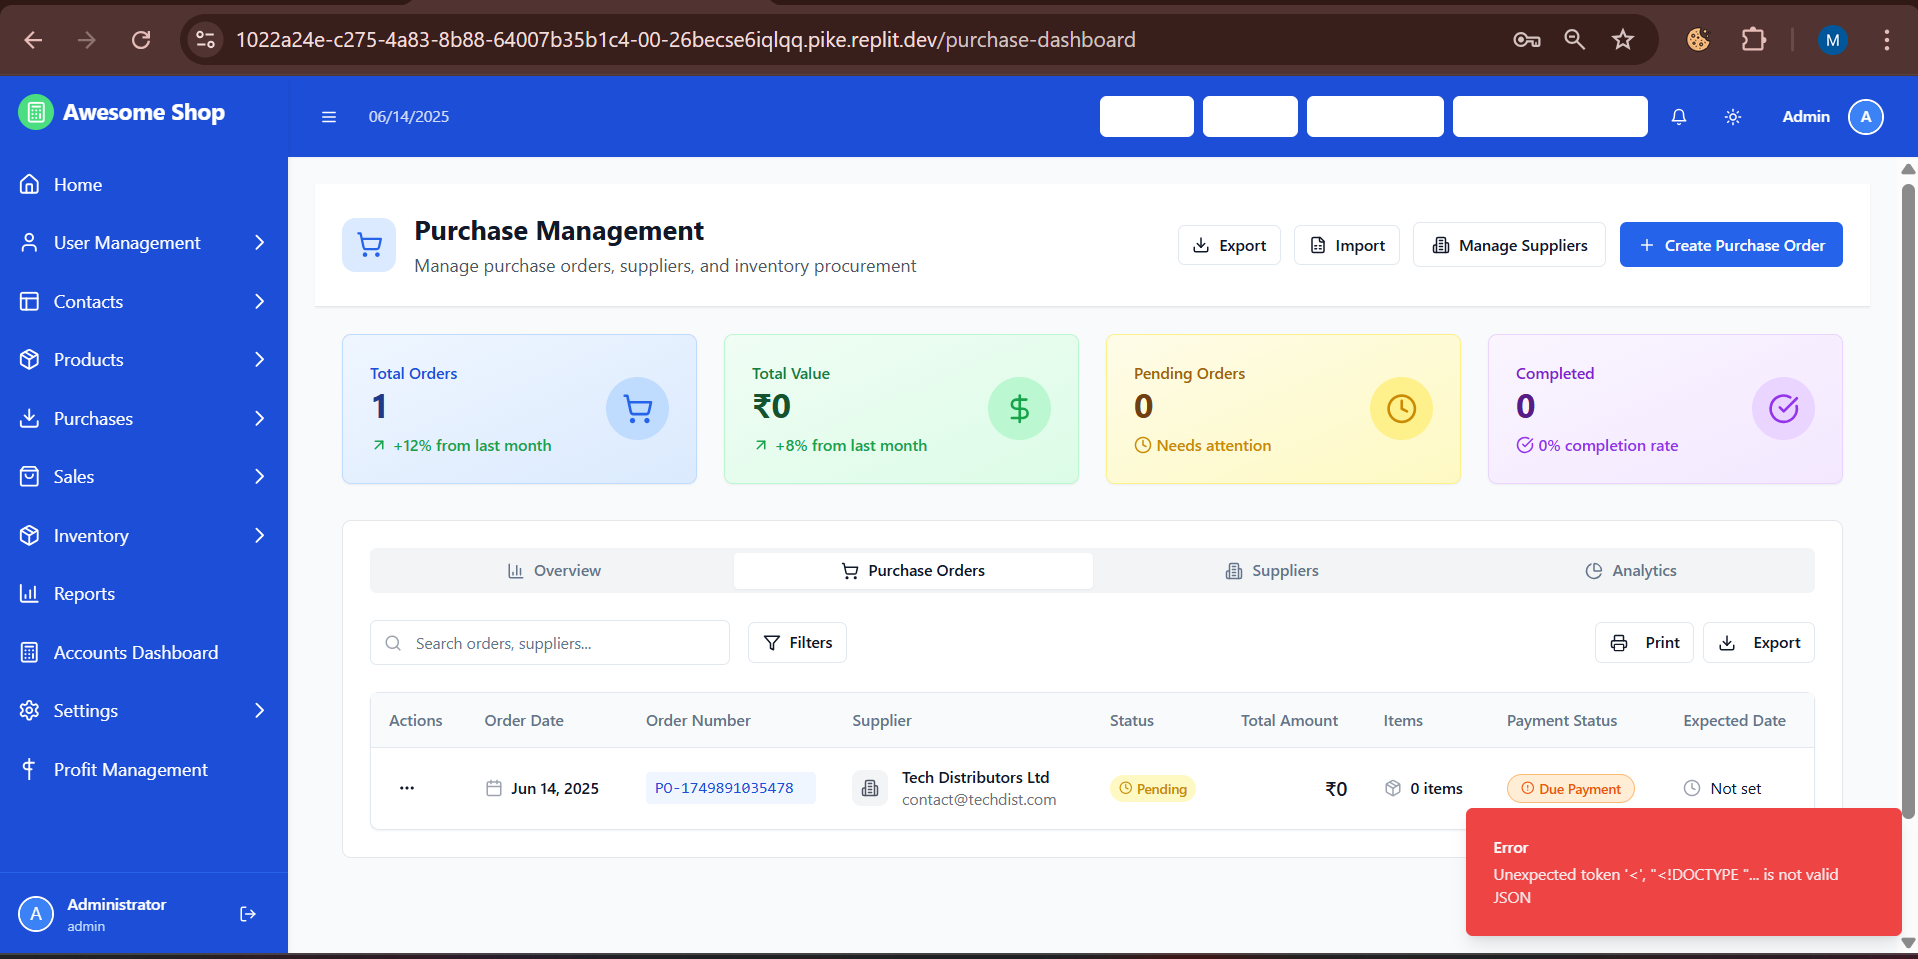 1022a24e-c275-4a83-8b88-64007b35b1c4-00-26becse6iqlqq.pike.replit.dev/purchase-dashboard
M
Awesome Shop
06/14/2025
Admin
A
Home
User Management
Contacts
Products
Purchases
Sales
Inventory
Reports
Accounts Dashboard
Settings
Profit Management
A
Administrator
admin
Purchase Management
Manage purchase orders, suppliers, and inventory procurement
Export
Import
Manage Suppliers
Create Purchase Order
Total Orders
1
+12% from last month
Total Value
₹0
+8% from last month
Pending Orders
0
Needs attention
Completed
0
0% completion rate
Overview
Purchase Orders
Suppliers
Analytics
Search orders, suppliers...
Filters
Print
Export
Actions Order Date Order Number Supplier Status Total Amount Items Payment Status Expected Date
Jun 14, 2025 PO-1749891035478 Tech Distributors Ltd Pending ₹0 0 items Due Payment Not set
contact@techdist.com
Error
Unexpected token '<', "<!DOCTYPE "... is not valid
JSON